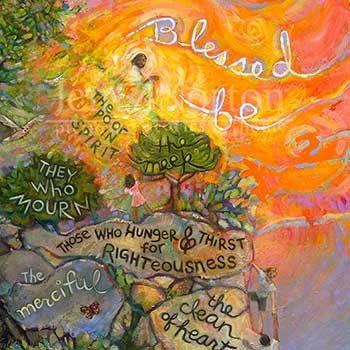 Blessed
be
the
poor
in
SPIRIT
the
meek
THEY
WHO
MOURN
THOSE WHO HUNGER & THIRST
for
RIGHTEOUSNESS
The
merciful
the
clean
of heart